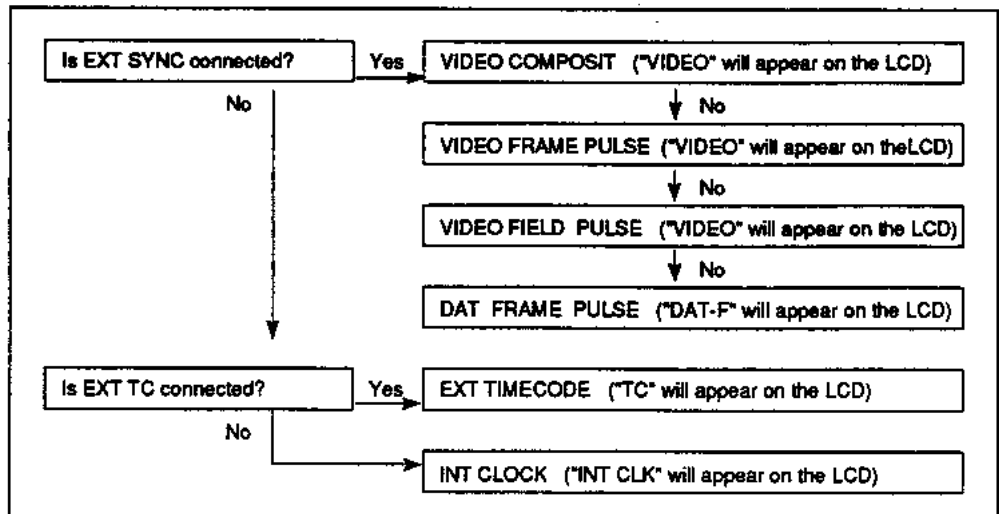 Is EXT SYNC connected?
Yes
VIDEO COMPOSIT ("VIDEO" will appear on the LCD)
No
No
VIDEO FRAME PULSE ("VIDEO" will appear on theLCD)
No
VIDEO FIELD PULSE ("VIDEO" will appear on the LCD)
No
DAT FRAME PULSE ("DAT-F" will appear on the LCD)
Is EXT TC connected?
Yes
EXT TIMECODE ("TC" will appear on the LCD)
No
INT CLOCK ("INT CLK" will appear on the LCD)